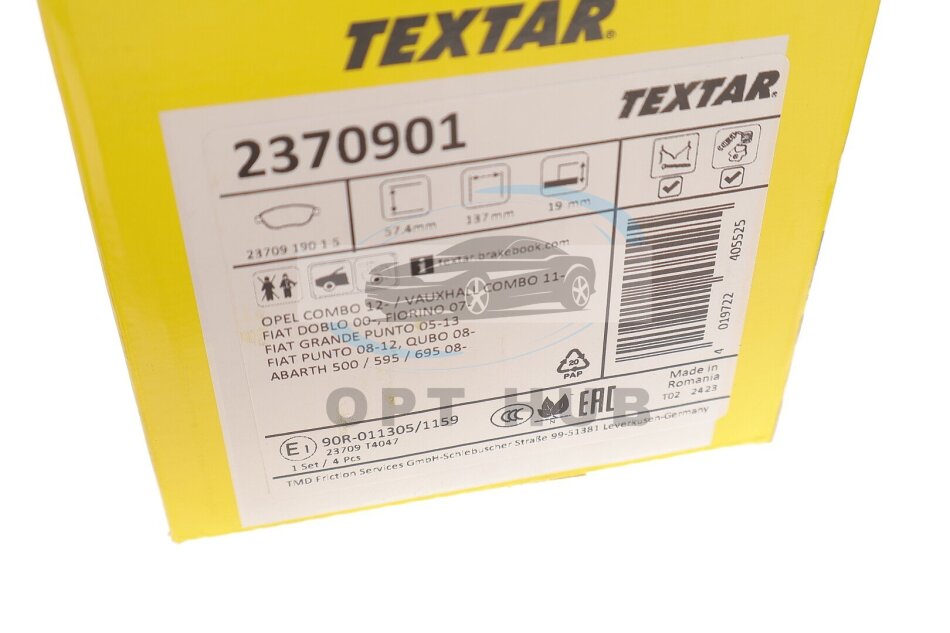 TEXTAR®
TEXTAR®
2370901
23709 190 1 5
57.4mm
137mm
19 mm
i textar.brakebook.com
OPEL COMBO 12- / VAUXHALL COMBO 11-
FIAT DOBLO 00-, FIORINO 07-
FIAT GRANDE PUNTO 05-13
FIAT PUNTO 08-12, QUBO 08-
ABARTH 500 / 595 / 695 08-
4 019722 405525
20
PAP
Made in
Romania
T02 2423
OPT HUB
E1 90R-011305/1159
23709 T4047
1 Set / 4 Pcs
CCC N EAC
TMD Friction Services GmbH-Schlebuscher Straße 99-51381 Leverkusen-Germany